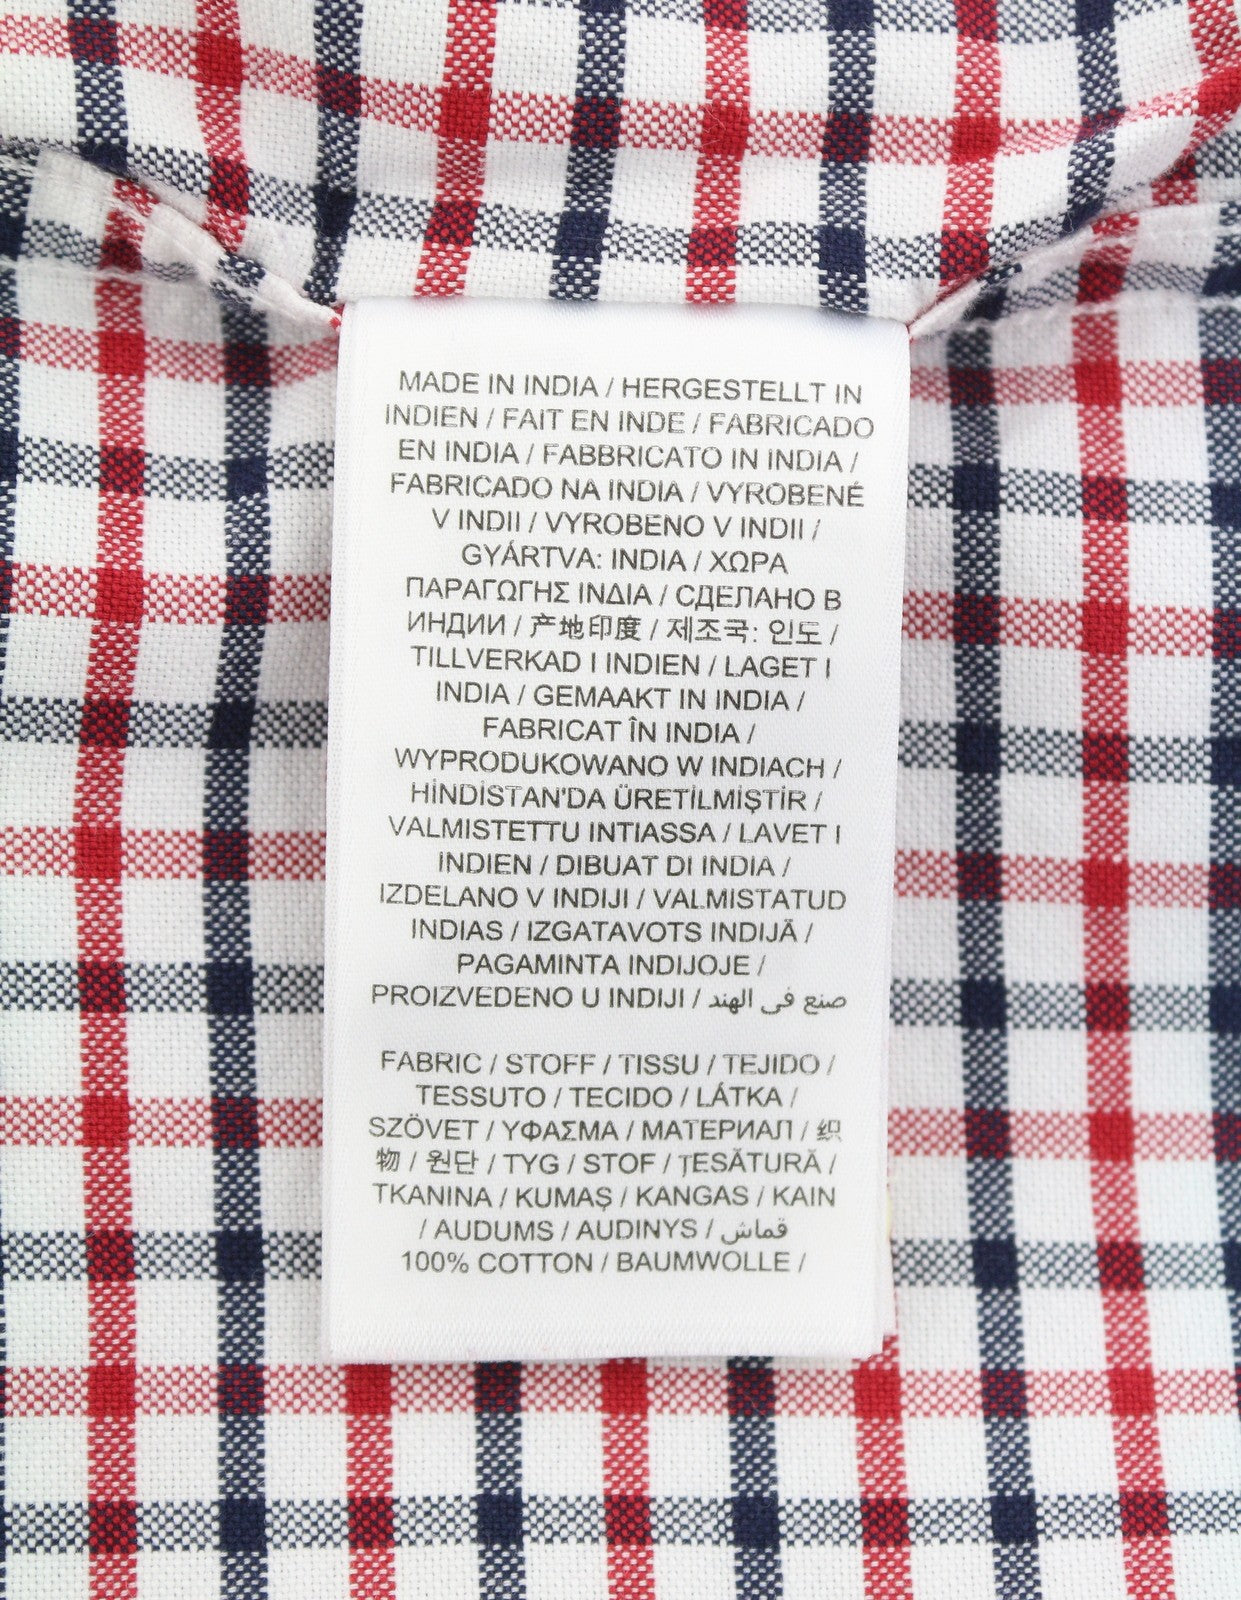 MADE IN INDIA / HERGESTELLT IN
INDIEN / FAIT EN INDE / FABRICADO
EN INDIA / FABBRICATO IN INDIA /
FABRICADO NA INDIA / VYROBENÉ
V INDII / VYROBENO V INDII /
GYÁRTVA: INDIA / ΧΩΡΑ
ΠΑΡΑΓΩΓΗΣ ΙΝΔΙΑ / СДЕЛАНО В
ИНДИИ / 产地印度 / 제조국: 인도 /
TILLVERKAD I INDIEN / LAGET I
INDIA / GEMAAKT IN INDIA /
FABRICAT ÎN INDIA /
WYPRODUKOWANO W INDIACH /
HİNDİSTAN'DA ÜRETİLMİŞTİR /
VALMISTETTU INTIASSA / LAVET I
INDIEN / DIBUAT DI INDIA /
IZDELANO V INDIJI / VALMISTATUD
INDIAS / IZGATAVOTS INDIJĀ /
PAGAMINTA INDIJOJE /
PROIZVEDENO U INDIJI / صنع في الهند
FABRIC / STOFF / TISSU / TEJIDO /
TESSUTO / TECIDO / LÁTKA /
SZÖVET / ΥΦΑΣΜΑ / МАТЕРИАЛ / 织
物 / 원단 / TYG / STOF / ȚESĂTURĂ /
TKANINA / KUMAŞ / KANGAS / KAIN
/ AUDUMS / AUDINYS / قماش
100% COTTON / BAUMWOLLE /